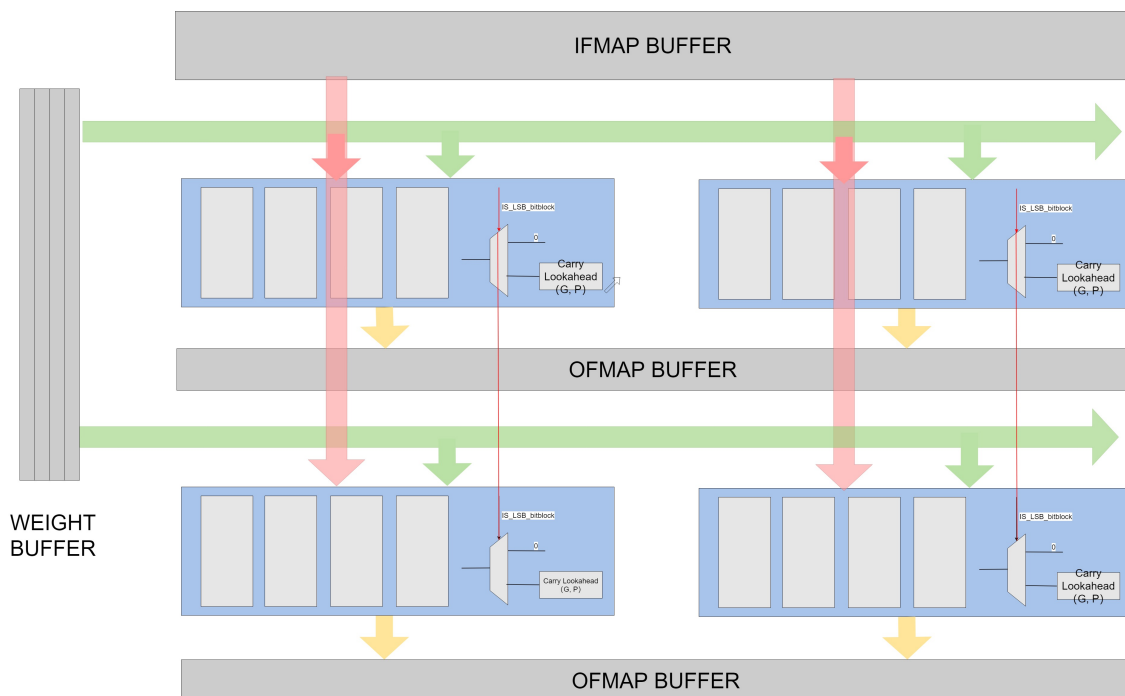 IFMAP BUFFER
IS_LSB_bitblock
0
Carry
Lookahead
(G, P)
IS_LSB_bitblock
0
Carry
Lookahead
(G, P)
OFMAP BUFFER
WEIGHT
BUFFER
IS_LSB_bitblock
0
Carry Lookahead
(G, P)
IS_LSB_bitblock
0
Carry
Lookahead
(G, P)
OFMAP BUFFER